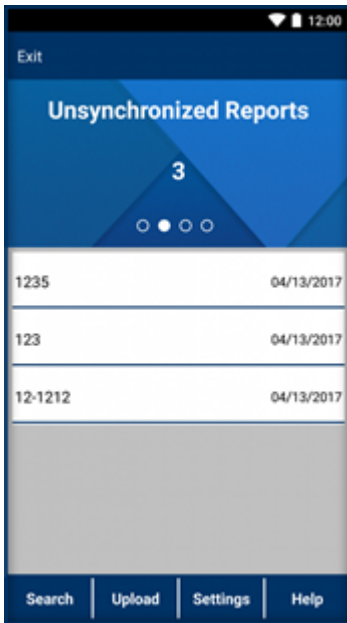 12:00
Exit
Unsynchronized Reports
3
1235 04/13/2017
123 04/13/2017
12-1212 04/13/2017
Search Upload Settings Help